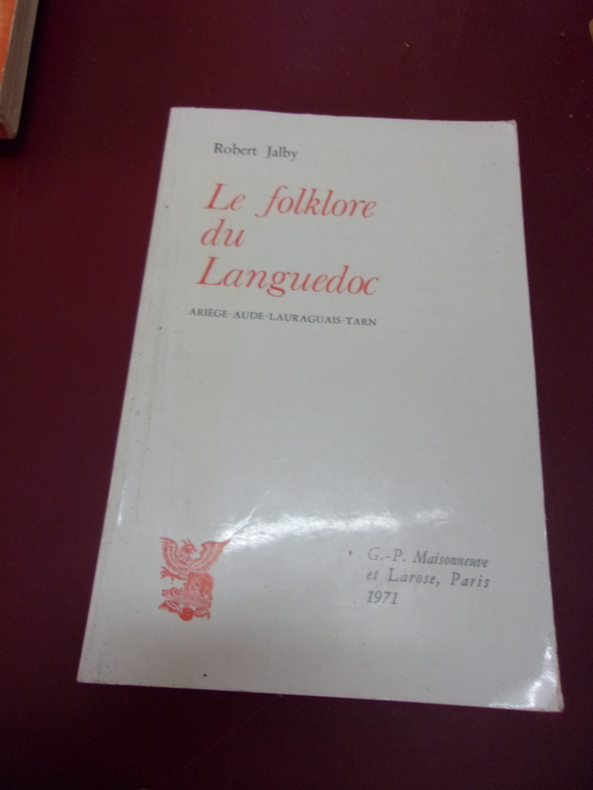 Robert Jalby
Le folklore
du
Languedoc
ARIÈGE-AUDE-LAURAGUAIS-TARN
G.-P. Maisonneuve
et Larose, Paris
1971